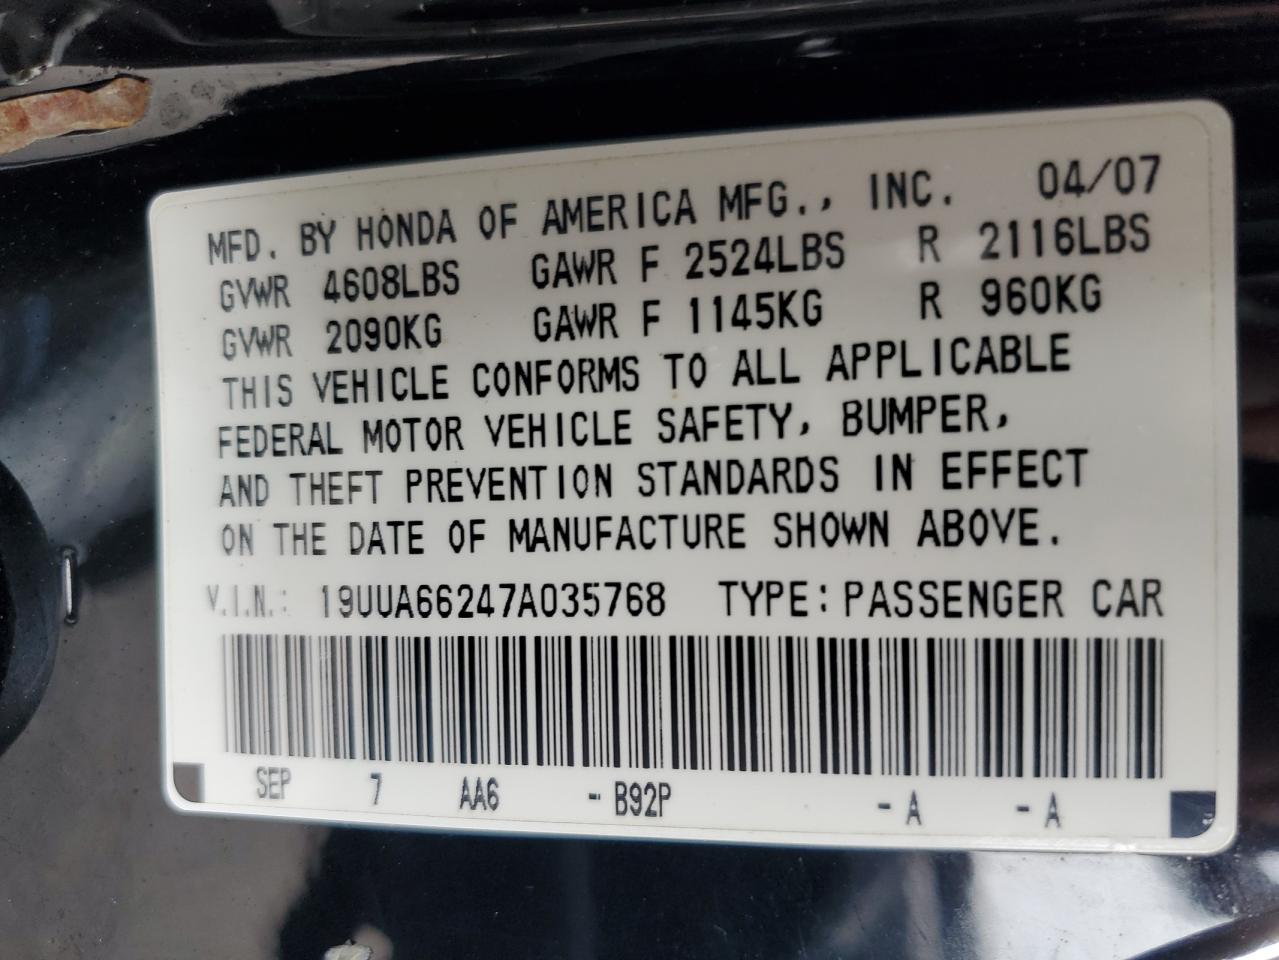 MFD. BY HONDA OF AMERICA MFG., INC. 04/07
GVWR 4608LBS GAWR F 2524LBS R 2116LBS
GVWR 2090KG GAWR F 1145KG R 960KG
THIS VEHICLE CONFORMS TO ALL APPLICABLE
FEDERAL MOTOR VEHICLE SAFETY, BUMPER,
AND THEFT PREVENTION STANDARDS IN EFFECT
ON THE DATE OF MANUFACTURE SHOWN ABOVE.
V.I.N.: 19UUA66247A035768 TYPE: PASSENGER CAR
SEP 7 AA6 - B92P - A - A